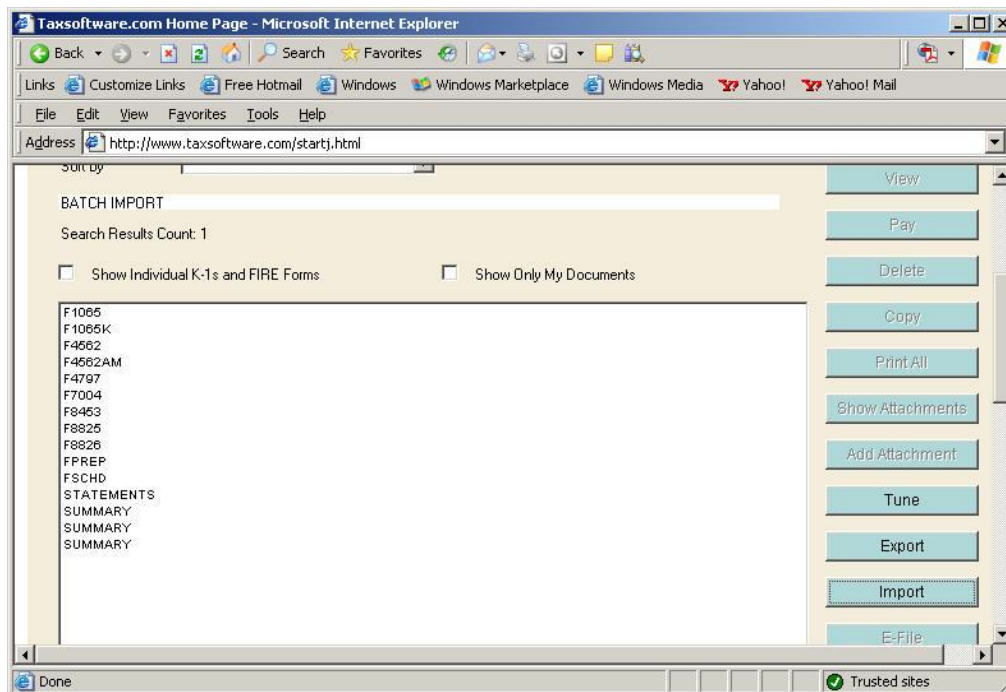 Taxsoftware.com Home Page - Microsoft Internet Explorer
Back Search Favorites
Links Customize Links Free Hotmail Windows Windows Marketplace Windows Media Yahoo! Yahoo! Mail
File Edit View Favorites Tools Help
Address http://www.taxsoftware.com/startj.html
Sort by
View
BATCH IMPORT
Pay
Search Results Count: 1
Show Individual K-1s and FIRE Forms Show Only My Documents
Delete
F1065
F1065K
F4562
F4562AM
F4797
F7004
F8453
F8825
F8826
FPREP
FSCHD
STATEMENTS
SUMMARY
SUMMARY
SUMMARY
Copy
Print All
Show Attachments
Add Attachment
Tune
Export
Import
E-File
Done Trusted sites